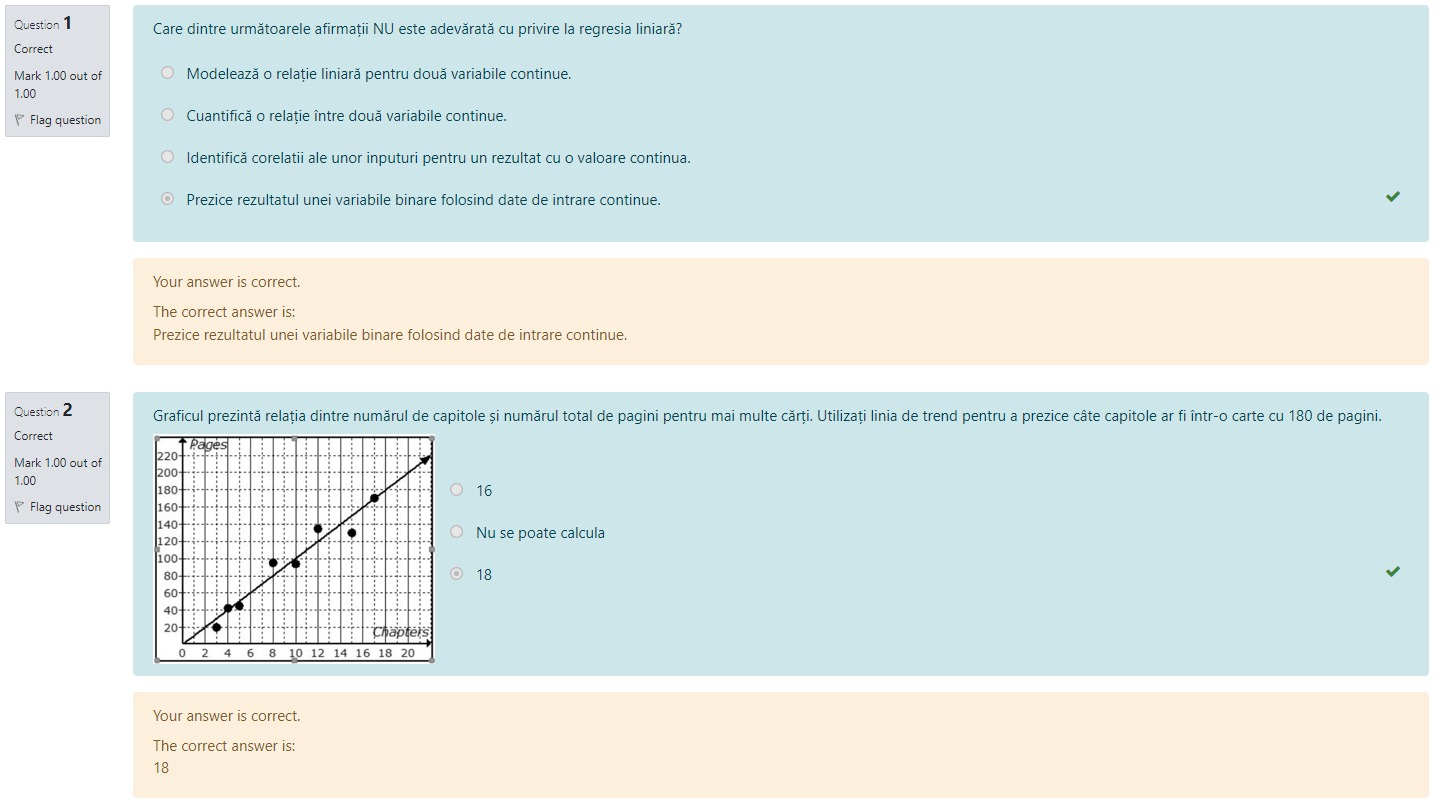 Question 1
Correct
Mark 1.00 out of
1.00
Flag question
Care dintre următoarele afirmații NU este adevărată cu privire la regresia liniară?
Modelează o relație liniară pentru două variabile continue.
Cuantifică o relație între două variabile continue.
Identifică corelatii ale unor inputuri pentru un rezultat cu o valoare continua.
Prezice rezultatul unei variabile binare folosind date de intrare continue.
Your answer is correct.
The correct answer is:
Prezice rezultatul unei variabile binare folosind date de intrare continue.
Question 2
Correct
Mark 1.00 out of
1.00
Flag question
Graficul prezintă relația dintre numărul de capitole și numărul total de pagini pentru mai multe cărți. Utilizați linia de trend pentru a prezice câte capitole ar fi într-o carte cu 180 de pagini.
Pages
220
200
180
160
140
120
100
80
60
40
20
Chapters
0 2 4 6 8 10 12 14 16 18 20
16
Nu se poate calcula
18
Your answer is correct.
The correct answer is:
18